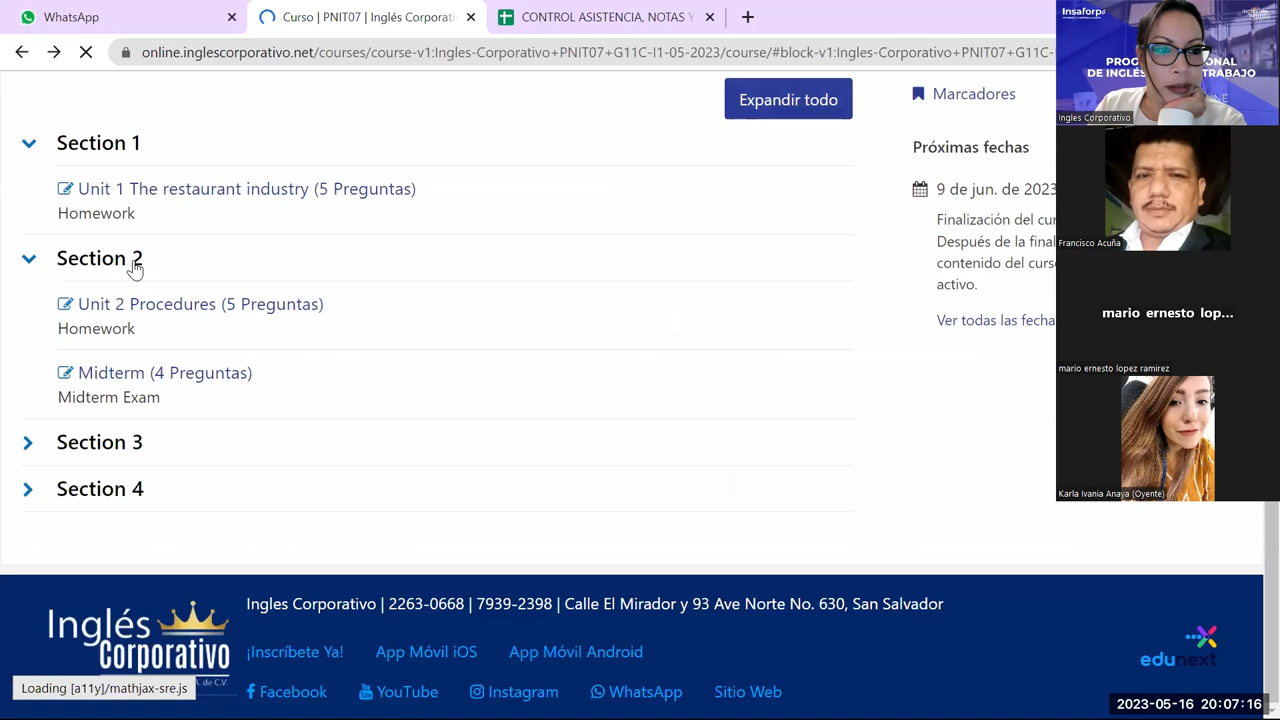 WhatsApp
Curso | PNIT07 - Inglés Corporati
online.inglescorporativo.net/courses/course-v1:Ingles-Corporativo+PNIT07+G11C-I1-05-2023/course/#block-v1:Ingles-Corporativo+PNIT07+G11C-I
Expandir todo
Marcadores
Section 1
Próximas fechas
Unit 1 The restaurant industry (5 Preguntas)
Homework
9 de jun. de 2023
Finalización del cu
Después de la final
contenido del curs
activo.
Ver todas las fecha
Section 2
Unit 2 Procedures (5 Preguntas)
Homework
Midterm (4 Preguntas)
Midterm Exam
Section 3
Section 4
Insaforp
DE INGLÉS
TRABAJO
Ingles Corporativo
Francisco Acuña
mario ernesto lop...
mario ernesto lopez ramirez
Karla Ivania Anaya (Oyente)
Inglés
Corporativo
A. de C.V.
Ingles Corporativo | 2263-0668 | 7939-2398 | Calle El Mirador y 93 Ave Norte No. 630, San Salvador
¡Inscríbete Ya!
App Móvil iOS
App Móvil Android
Facebook
YouTube
Instagram
WhatsApp
Sitio Web
edunext
Loading [a11y]/mathjax-sre.js
2023-05-16 20:07:16